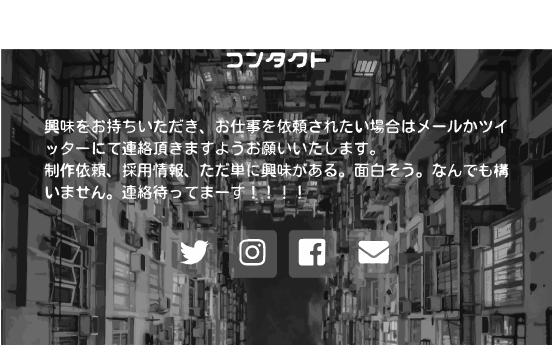 コンタクト
興味をお持ちいただき、お仕事を依頼されたい場合はメールかツイ
ッターにて連絡頂きますようお願いいたします。
制作依頼、採用情報、ただ単に興味がある。面白そう。なんでも構
いません。連絡待ってまーす！！！！